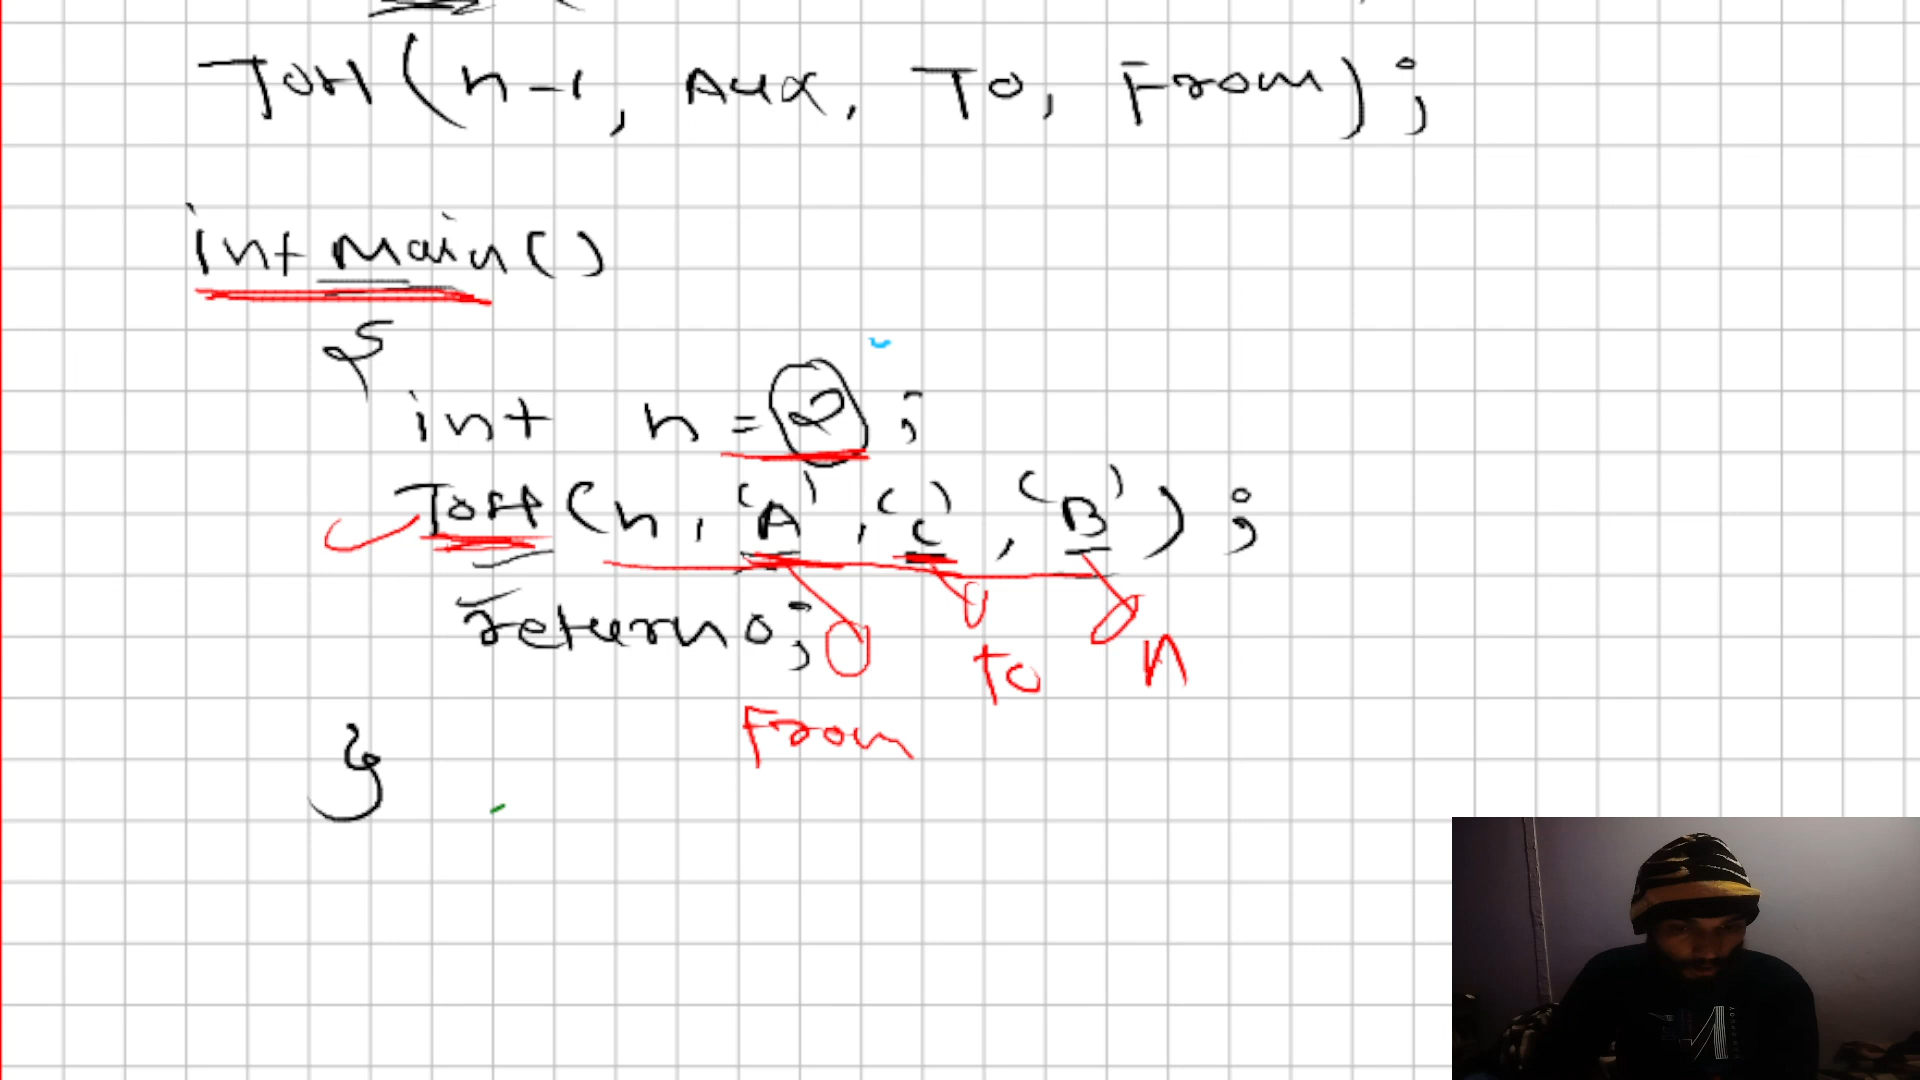 TOH (n-1, Aux, To, From);
int main()
{
int n = 2;
TOH (n, 'A', 'C', 'B');
return 0;
To n
From
}